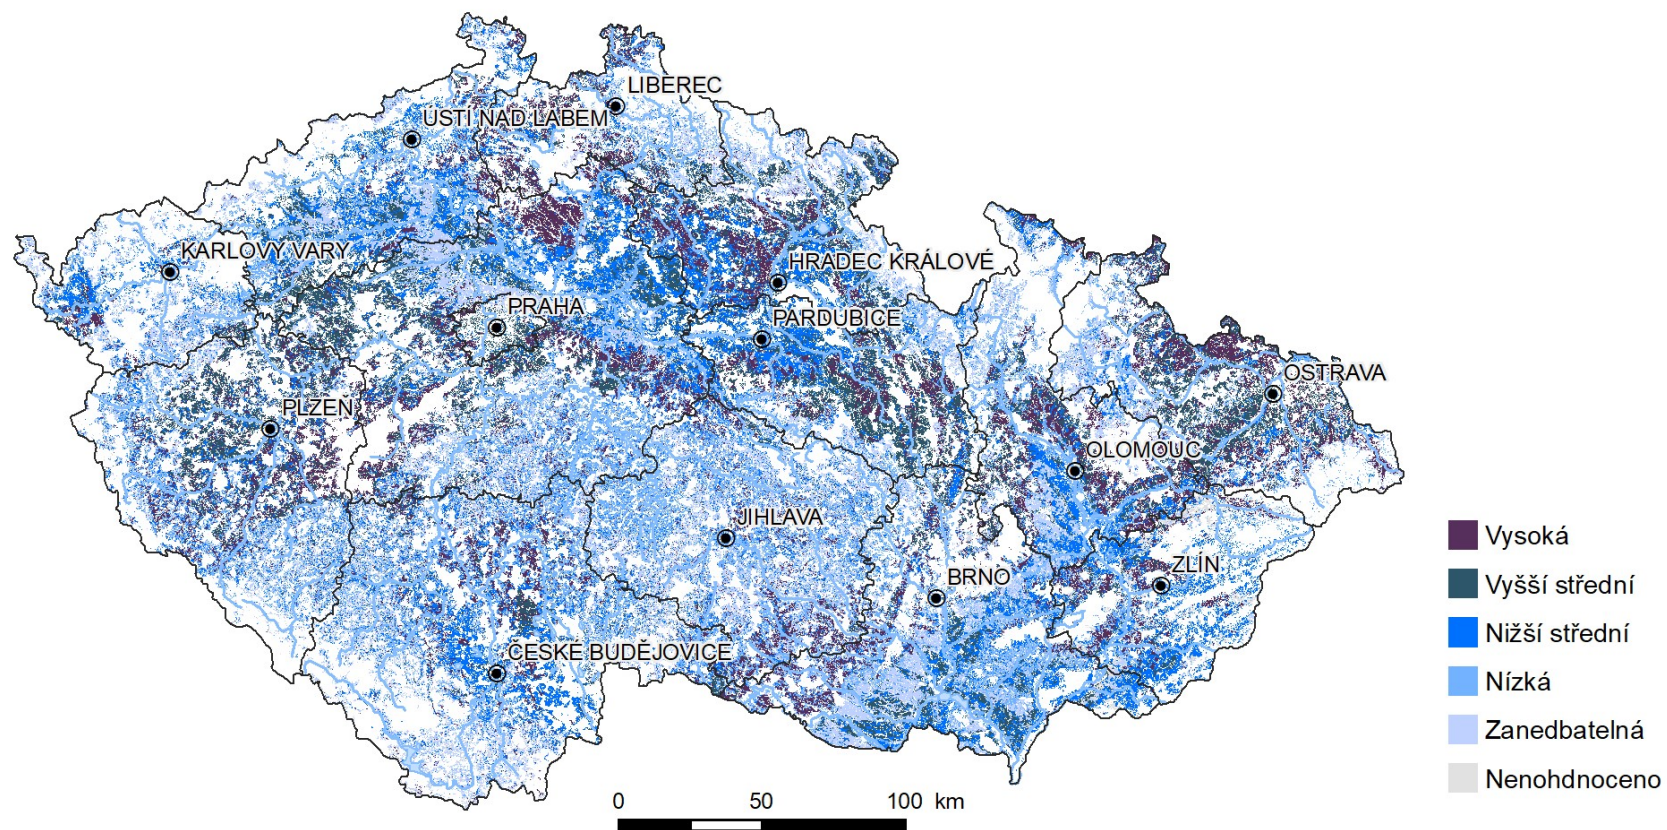 LIBEREC
ÚSTÍ NAD LABEM
KARLOVY VARY
HRADEC KRÁLOVÉ
PRAHA
PARDUBICE
OSTRAVA
PLZEŇ
OLOMOUC
JIHLAVA
ZLÍN
BRNO
ČESKÉ BUDĚJOVICE
Vysoká
Vyšší střední
Nižší střední
Nízká
Zanedbatelná
Nenohdnoceno
0 50 100 km